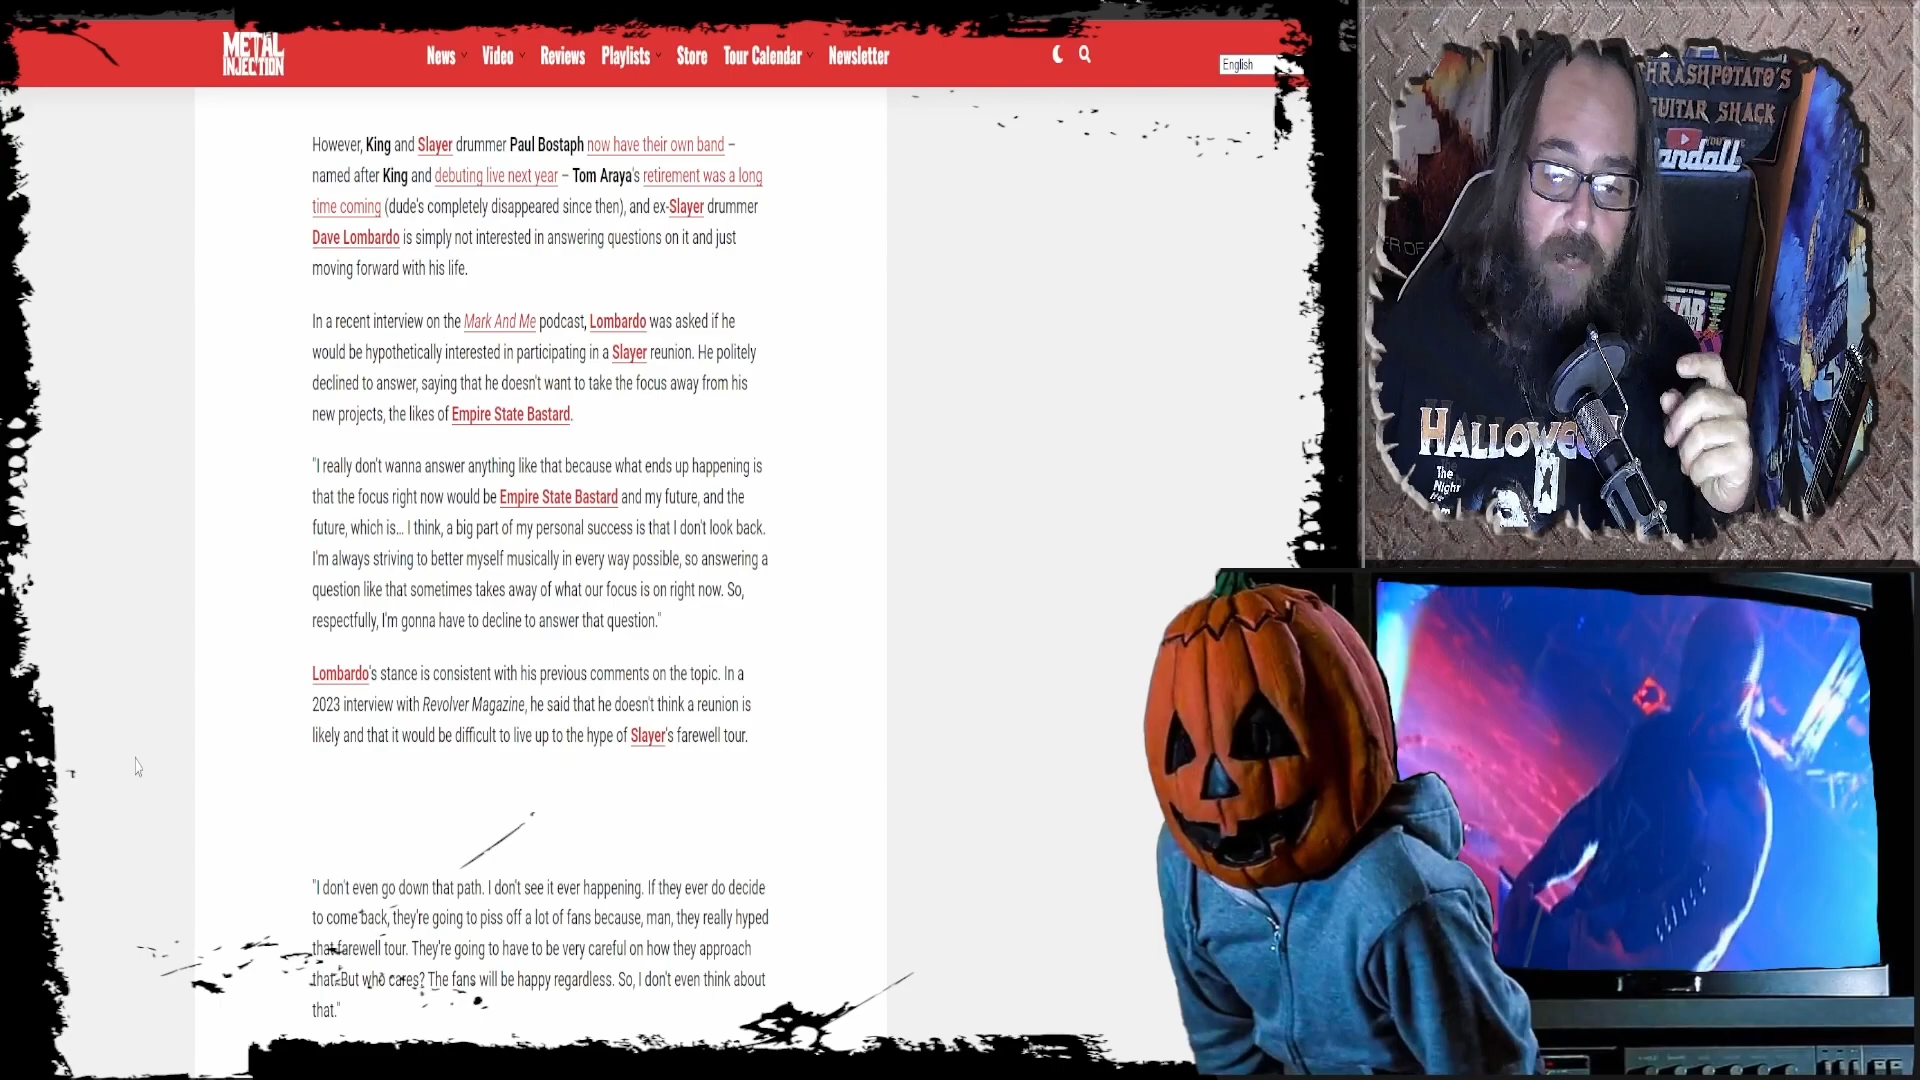 METAL
INJECTION
News
Video
Reviews
Playlists
Store
Tour Calendar
Newsletter
English
However, King and Slayer drummer Paul Bostaph now have their own band –
named after King and debuting live next year – Tom Araya's retirement was a long
time coming (dude's completely disappeared since then), and ex-Slayer drummer
Dave Lombardo is simply not interested in answering questions on it and just
moving forward with his life.
In a recent interview on the Mark And Me podcast, Lombardo was asked if he
would be hypothetically interested in participating in a Slayer reunion. He politely
declined to answer, saying that he doesn't want to take the focus away from his
new projects, the likes of Empire State Bastard.
"I really don't wanna answer anything like that because what ends up happening is
that the focus right now would be Empire State Bastard and my future, and the
future, which is… I think, a big part of my personal success is that I don't look back.
I'm always striving to better myself musically in every way possible, so answering a
question like that sometimes takes away of what our focus is on right now. So,
respectfully, I'm gonna have to decline to answer that question."
Lombardo's stance is consistent with his previous comments on the topic. In a
2023 interview with Revolver Magazine, he said that he doesn't think a reunion is
likely and that it would be difficult to live up to the hype of Slayer's farewell tour.
"I don't even go down that path. I don't see it ever happening. If they ever do decide
to come back, they're going to piss off a lot of fans because, man, they really hyped
that farewell tour. They're going to have to be very careful on how they approach
that. But who cares? The fans will be happy regardless. So, I don't even think about
that."
THRASHPOTATO'S
GUITAR SHACK
HALLOWEEN
The